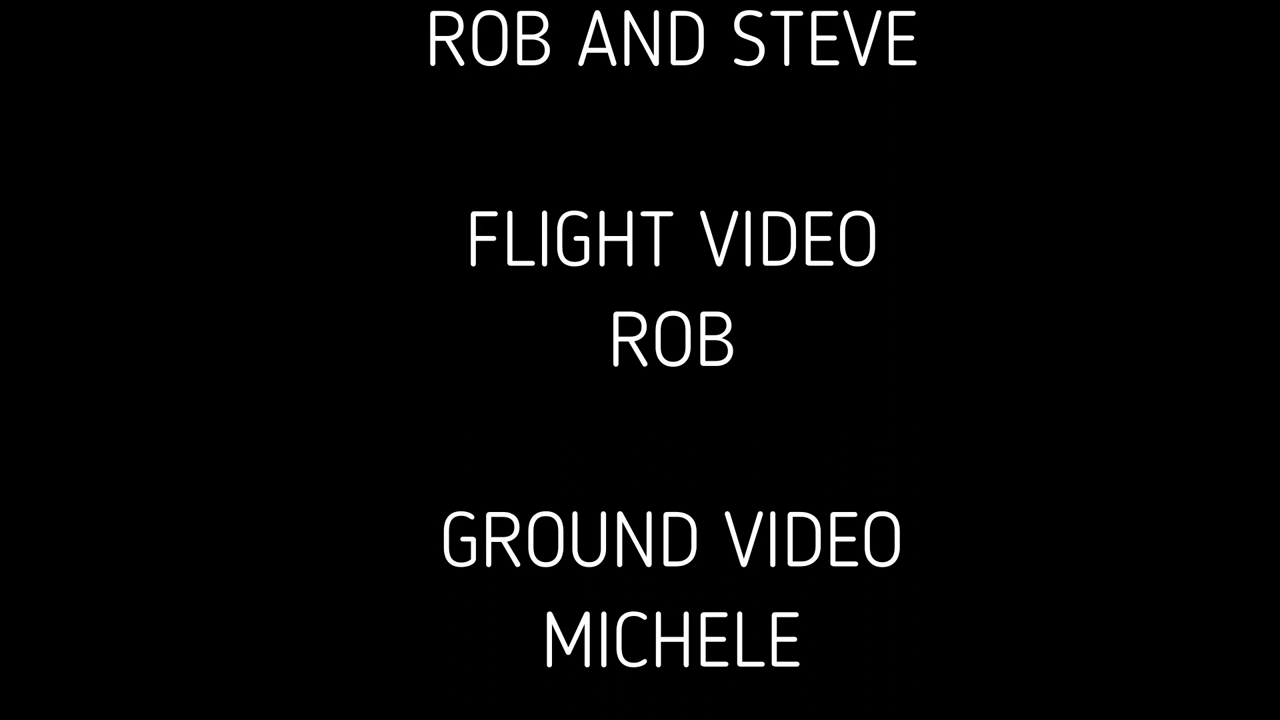 ROB AND STEVE
FLIGHT VIDEO
ROB
GROUND VIDEO
MICHELE